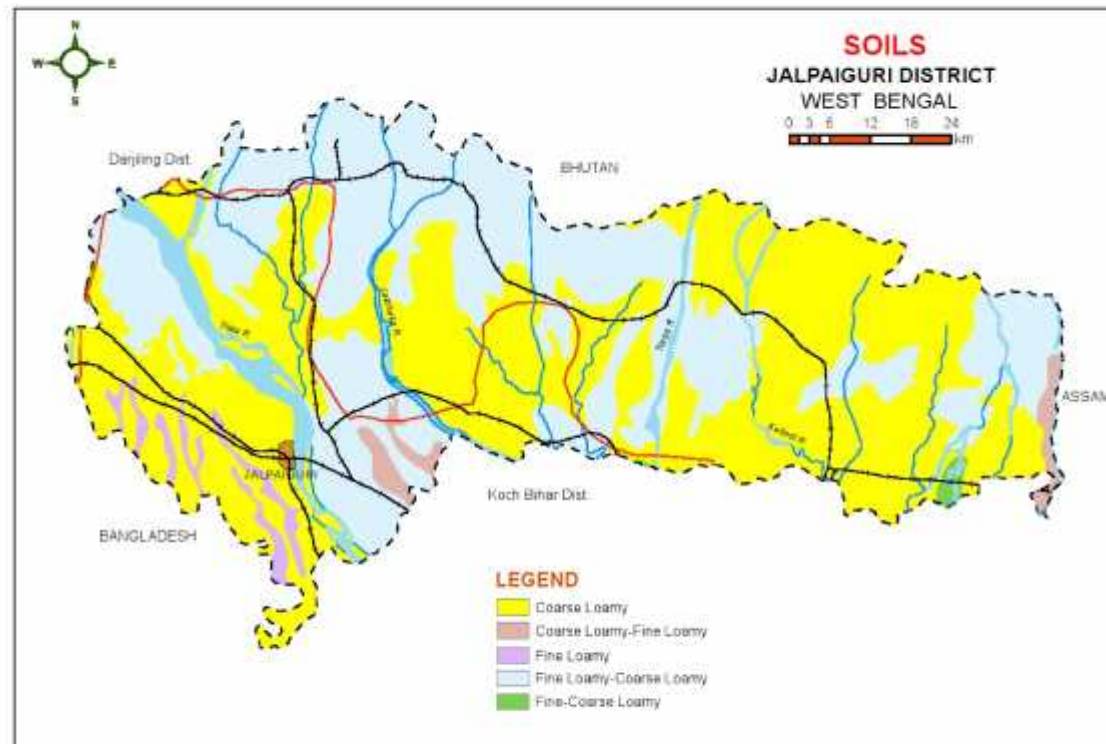 N
W E
S
SOILS
JALPAIGURI DISTRICT
WEST BENGAL
0 3 6 12 18 24
km
Darjiling Dist.
BHUTAN
ASSAM
JALPAIGURI
Koch Bihar Dist.
BANGLADESH
LEGEND
Coarse Loamy
Coarse Loamy-Fine Loamy
Fine Loamy
Fine Loamy-Coarse Loamy
Fine-Coarse Loamy